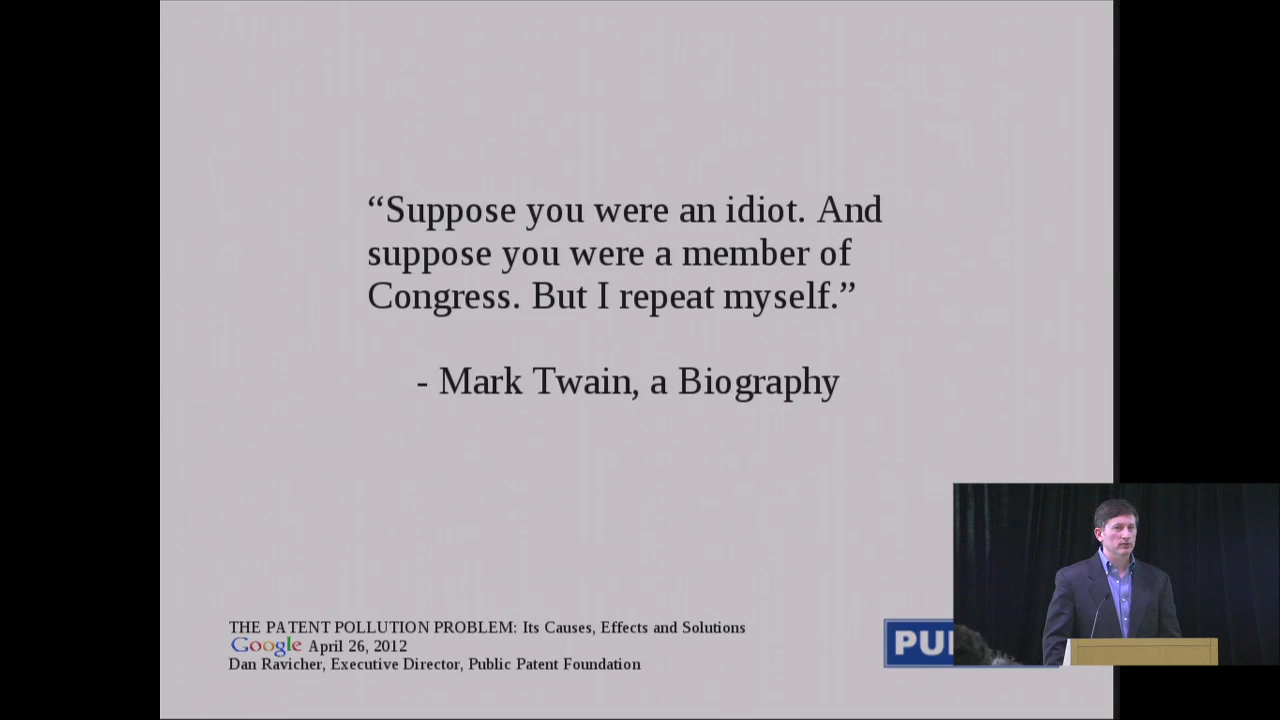 “Suppose you were an idiot. And
suppose you were a member of
Congress. But I repeat myself.”
- Mark Twain, a Biography
THE PATENT POLLUTION PROBLEM: Its Causes, Effects and Solutions
Google April 26, 2012
Dan Ravicher, Executive Director, Public Patent Foundation